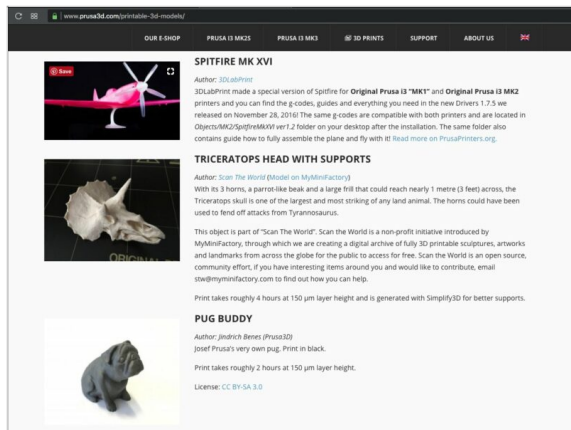 www.prusa3d.com/printable-3d-models/
OUR E-SHOP PRUSA I3 MK2S PRUSA I3 MK3 3D PRINTS SUPPORT ABOUT US
SPITFIRE MK XVI
Save
Author: 3DLabPrint
3DLabPrint made a special version of Spitfire for Original Prusa i3 "MK1" and Original Prusa i3 MK2
printers and you can find the g-codes, guides and everything you need in the new Drivers 1.7.5 we
released on November 28, 2016! The same g-codes are compatible with both printers and are located in
Objects/MK2/SpitfireMkXVI ver1.2 folder on your desktop after the installation. The same folder also
contains guide how to fully assemble the plane and fly with it! Read more on PrusaPrinters.org.
TRICERATOPS HEAD WITH SUPPORTS
Author: Scan The World (Model on MyMiniFactory)
With its 3 horns, a parrot-like beak and a large frill that could reach nearly 1 metre (3 feet) across, the
Triceratops skull is one of the largest and most striking of any land animal. The horns could have been
used to fend off attacks from Tyrannosaurus.
This object is part of "Scan The World". Scan the World is a non-profit initiative introduced by
MyMiniFactory, through which we are creating a digital archive of fully 3D printable sculptures, artworks
and landmarks from across the globe for the public to access for free. Scan the World is an open source,
community effort, if you have interesting items around you and would like to contribute, email
stw@myminifactory.com to find out how you can help.
ORIGINAL
Print takes roughly 4 hours at 150 µm layer height and is generated with Simplify3D for better supports.
PUG BUDDY
Author: Jindrich Benes (Prusa3D)
Josef Prusa's very own pug. Print in black.
Print takes roughly 2 hours at 150 µm layer height.
License: CC BY-SA 3.0